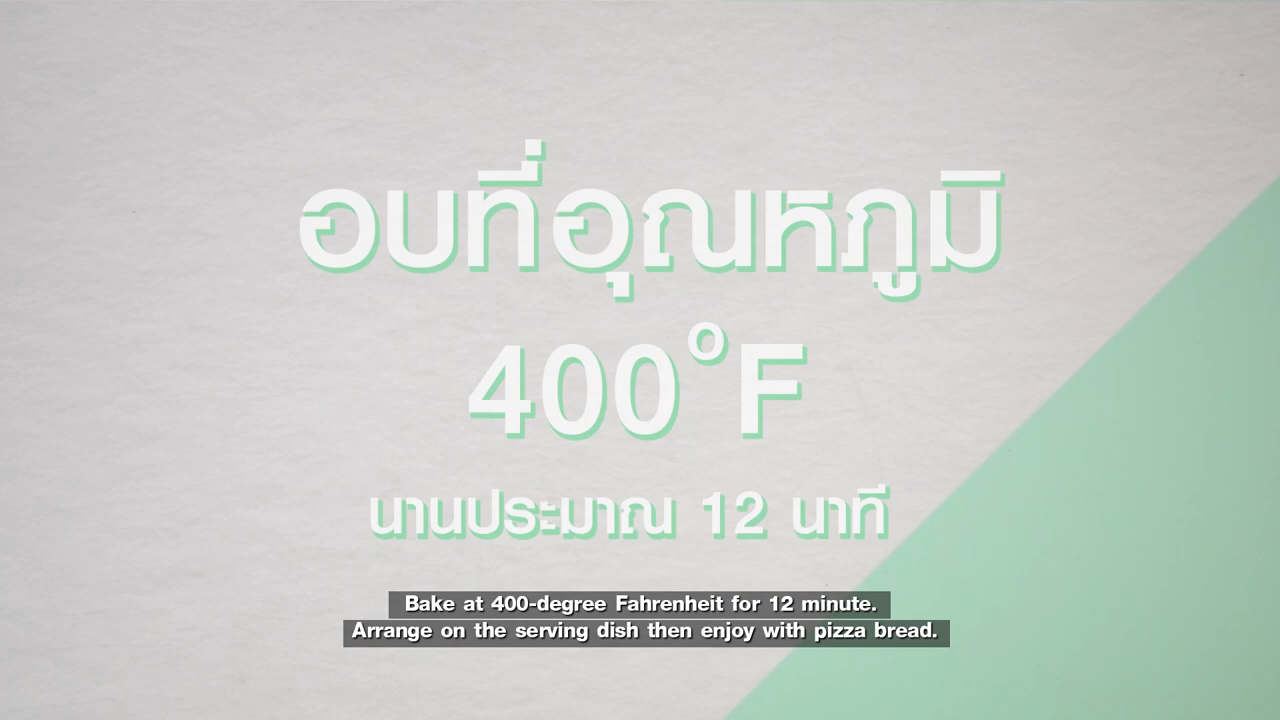 อบที่อุณหภูมิ
400°F
นานประมาณ 12 นาที
Bake at 400-degree Fahrenheit for 12 minute.
Arrange on the serving dish then enjoy with pizza bread.